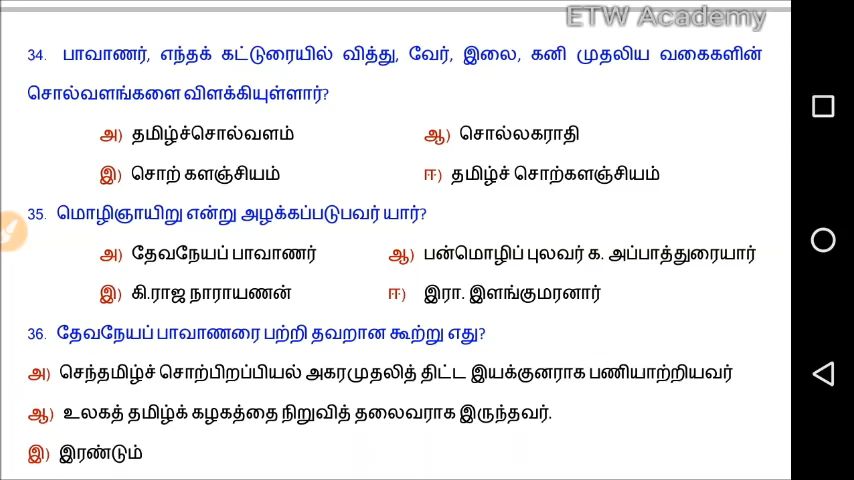 ETW Academy
34. பாவாணர், எந்தக் கட்டுரையில் வித்து, வேர், இலை, கனி முதலிய வகைகளின்
சொல்வளங்களை விளக்கியுள்ளார்?
அ) தமிழ்ச்சொல்வளம் ஆ) சொல்லகராதி
இ) சொற் களஞ்சியம் ஈ) தமிழ்ச் சொற்களஞ்சியம்
35. மொழிஞாயிறு என்று அழக்கப்படுபவர் யார்?
அ) தேவநேயப் பாவாணர் ஆ) பன்மொழிப் புலவர் க. அப்பாத்துரையார்
இ) கி.ராஜ நாராயணன் ஈ) இரா. இளங்குமரனார்
36. தேவநேயப் பாவாணரை பற்றி தவறான கூற்று எது?
அ) செந்தமிழ்ச் சொற்பிறப்பியல் அகரமுதலித் திட்ட இயக்குனராக பணியாற்றியவர்
ஆ) உலகத் தமிழ்க் கழகத்தை நிறுவித் தலைவராக இருந்தவர்.
இ) இரண்டும்